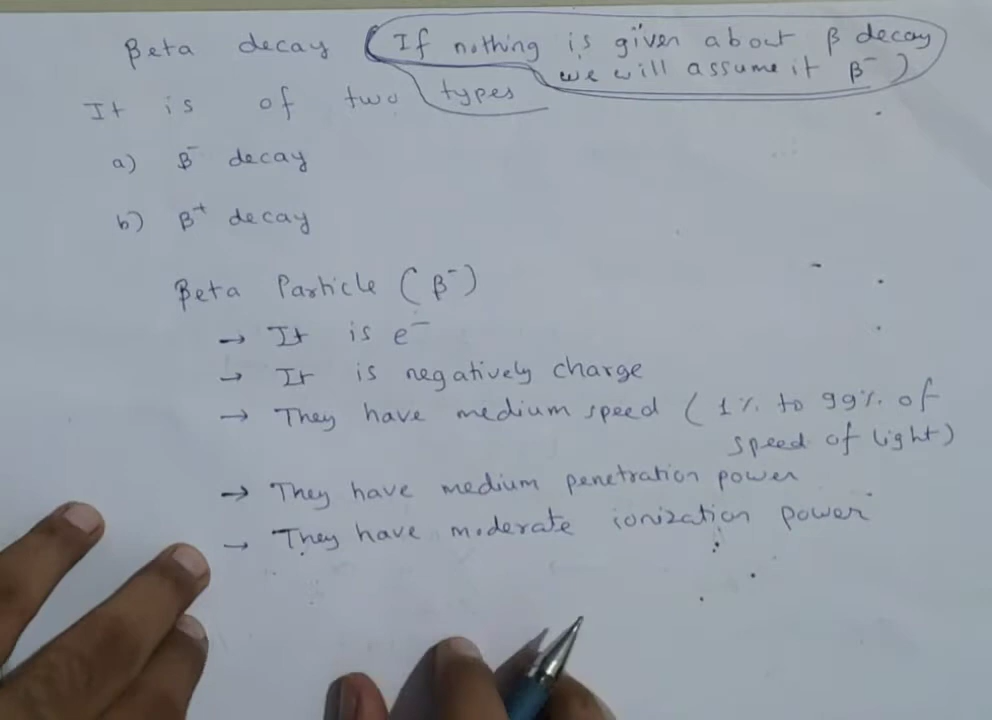 Beta decay (If nothing is given about β decay
we will assume it β⁻)
It is of two types
a) β⁻ decay
b) β⁺ decay
Beta Particle (β⁻)
→ It is e⁻
→ It is negatively charge
→ They have medium speed (1% to 99% of
speed of light)
→ They have medium penetration power
→ They have moderate ionization power